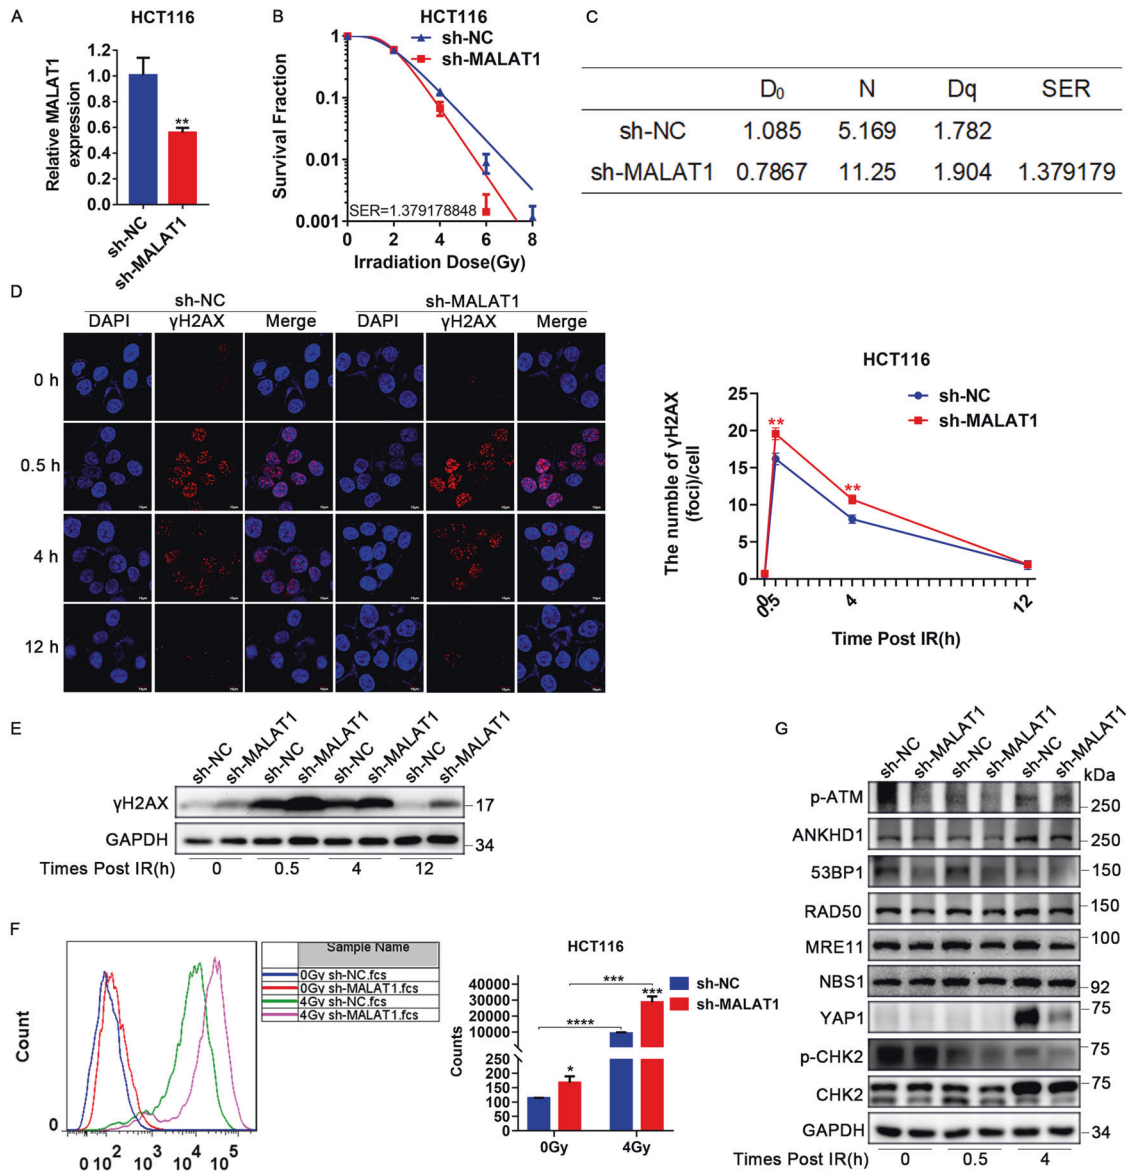 A
HCT116
Relative MALAT1
expression
1.2
1.0
0.8
0.6
0.4
0.2
0.0
**
sh-NC
sh-MALAT1
B
HCT116
sh-NC
sh-MALAT1
Survival Fraction
1
0.1
0.01
0.001
SER=1.379178848
0 2 4 6 8
Irradiation Dose(Gy)
C
D₀ N Dq SER
sh-NC 1.085 5.169 1.782
sh-MALAT1 0.7867 11.25 1.904 1.379179
D
sh-NC sh-MALAT1
DAPI γH2AX Merge DAPI γH2AX Merge
0 h
0.5 h
4 h
12 h
HCT116
sh-NC
sh-MALAT1
The numble of γH2AX
(foci)/cell
25
20
15
10
5
0
**
**
0
0.5
4
12
Time Post IR(h)
E
sh-NC sh-MALAT1 sh-NC sh-MALAT1 sh-NC sh-MALAT1 sh-NC sh-MALAT1
γH2AX 17
GAPDH 34
Times Post IR(h) 0 0.5 4 12
F
Count
0
0 10² 10³ 10⁴ 10⁵
Sample Name
0Gy sh-NC.fcs
0Gy sh-MALAT1.fcs
4Gy sh-NC.fcs
4Gy sh-MALAT1.fcs
HCT116
sh-NC
sh-MALAT1
Counts
40000
30000
20000
10000
250
200
150
100
50
0
***
***
****
*
0Gy 4Gy
G
sh-NC sh-MALAT1 sh-NC sh-MALAT1 sh-NC sh-MALAT1
kDa
p-ATM 250
ANKHD1 250
53BP1 150
RAD50 150
MRE11 100
NBS1 92
YAP1 75
p-CHK2 75
CHK2 75
GAPDH 34
Times Post IR(h) 0 0.5 4